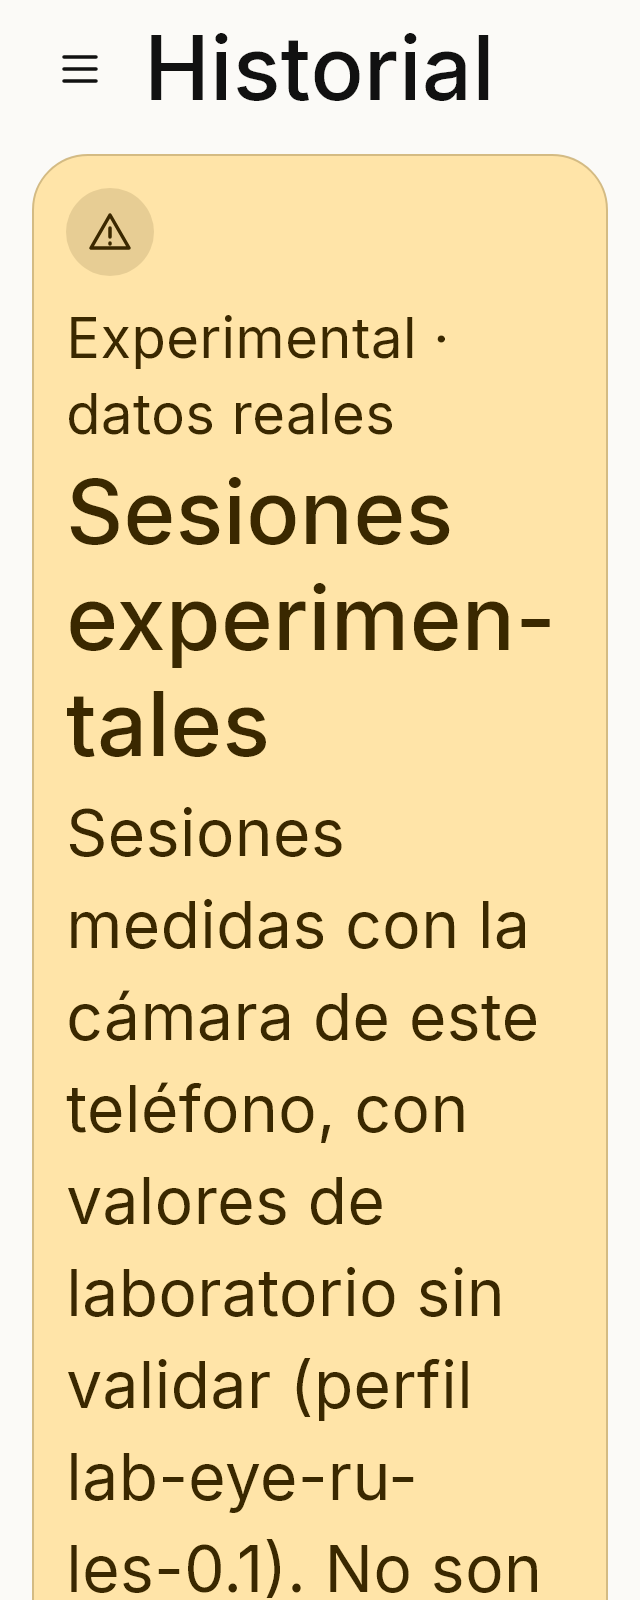 Historial
Experimental ·
datos reales
Sesiones
experimen-
tales
Sesiones
medidas con la
cámara de este
teléfono, con
valores de
laboratorio sin
validar (perfil
lab-eye-ru-
les-0.1). No son